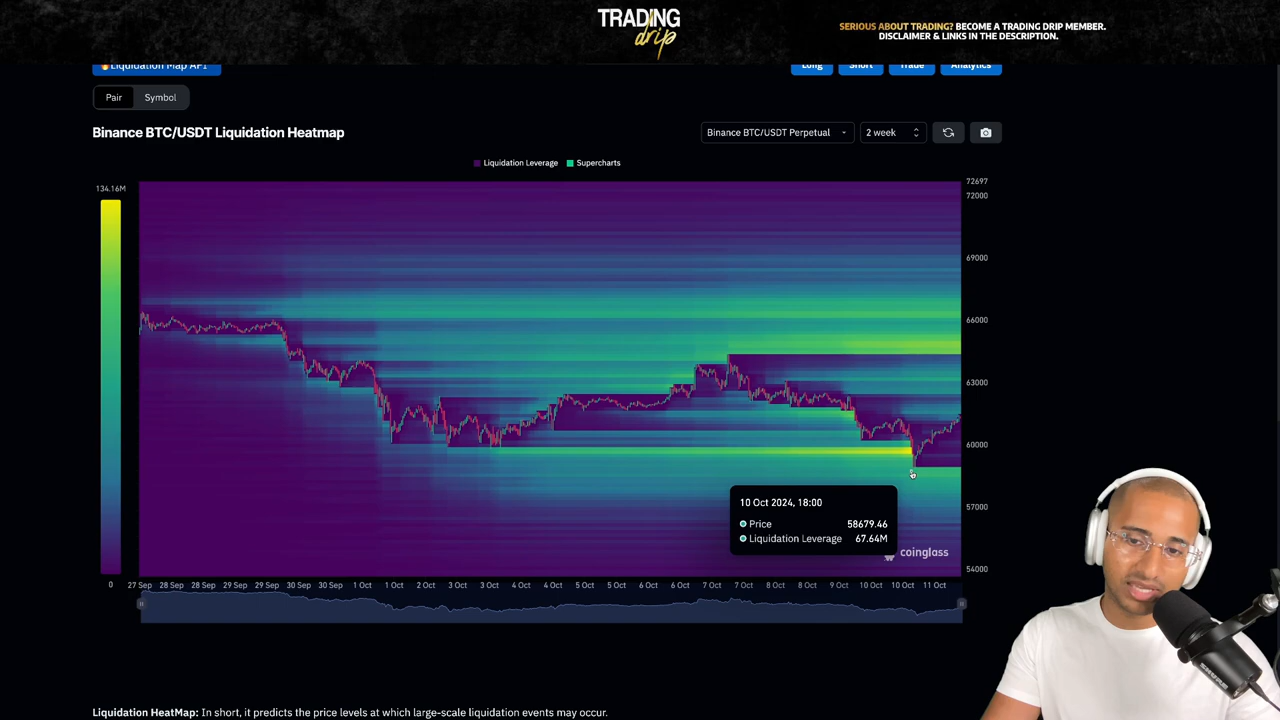 TRADING
drip
SERIOUS ABOUT TRADING? BECOME A TRADING DRIP MEMBER.
DISCLAIMER & LINKS IN THE DESCRIPTION.
Liquidation Map API
Long Short Trade Analytics
Pair Symbol
Binance BTC/USDT Liquidation Heatmap
Binance BTC/USDT Perpetual 2 week
Liquidation Leverage Supercharts
134.16M
0
72697
72000
69000
66000
63000
60000
57000
54000
10 Oct 2024, 18:00
Price 58679.46
Liquidation Leverage 67.64M
coinglass
27 Sep 28 Sep 28 Sep 29 Sep 29 Sep 30 Sep 30 Sep 1 Oct 1 Oct 2 Oct 3 Oct 3 Oct 4 Oct 4 Oct 5 Oct 5 Oct 6 Oct 6 Oct 7 Oct 7 Oct 8 Oct 8 Oct 9 Oct 10 Oct 10 Oct 11 Oct
Liquidation HeatMap: In short, it predicts the price levels at which large-scale liquidation events may occur.